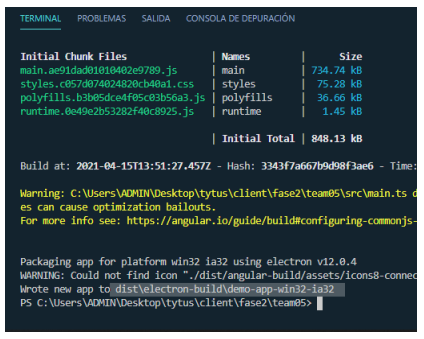 TERMINAL PROBLEMAS SALIDA CONSOLA DE DEPURACIÓN
Initial Chunk Files | Names | Size
main.ae91dad01010402e9789.js | main | 734.74 kB
styles.c057d074024820cb40a1.css | styles | 75.28 kB
polyfills.b3b05dce4f05c03b56a3.js | polyfills | 36.66 kB
runtime.0e49e2b53282f40c8925.js | runtime | 1.45 kB
| Initial Total | 848.13 kB
Build at: 2021-04-15T13:51:27.457Z - Hash: 3343f7a667b9d98f3ae6 - Time:
Warning: C:\Users\ADMIN\Desktop\tytus\client\fase2\team05\src\main.ts d
es can cause optimization bailouts.
For more info see: https://angular.io/guide/build#configuring-commonjs-
Packaging app for platform win32 ia32 using electron v12.0.4
WARNING: Could not find icon "./dist/angular-build/assets/icons8-connec
Wrote new app to dist\electron-build\demo-app-win32-ia32
PS C:\Users\ADMIN\Desktop\tytus\client\fase2\team05>